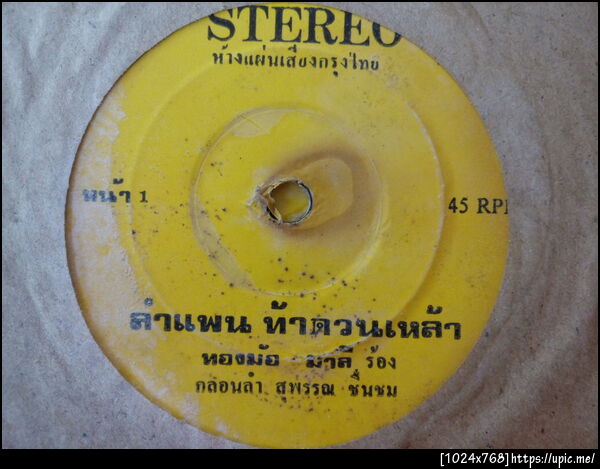 STEREO
ห้างแผ่นเสียงกรุงไทย
หน้า 1
45 RPM
ลำแพน ท้าดวนเหล้า
ทองม้อ มาลี ร้อง
กลอนลำ สุพรรณ ชื่นชม
[1024x768]https://upic.me/